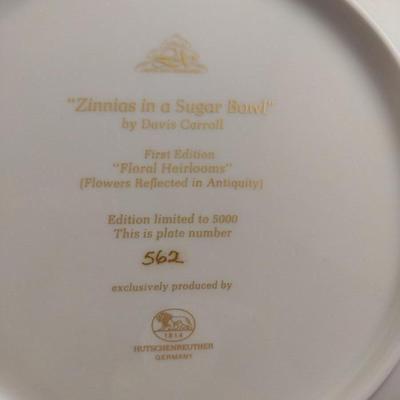 "Zinnias in a Sugar Bowl"
by Davis Carroll
First Edition
"Floral Heirlooms"
(Flowers Reflected in Antiquity)
Edition limited to 5000
This is plate number
562
exclusively produced by
1814
HUTSCHENREUTHER
GERMANY